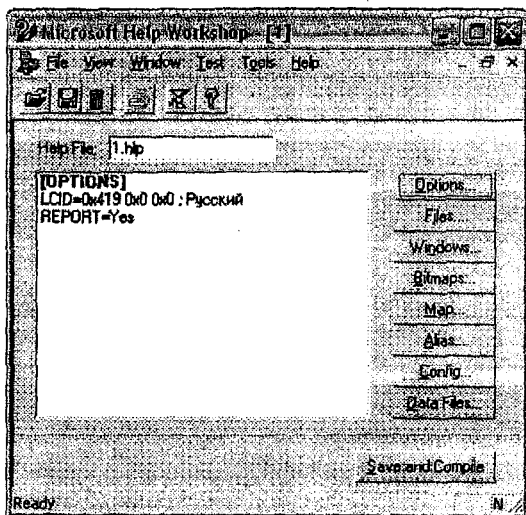 Microsoft Help Workshop - [1]
File View Window Test Tools Help
Help File: 1.hlp
[OPTIONS]
LCID=0x419 0x0 0x0 ; Русский
REPORT=Yes
Options...
Files...
Windows...
Bitmaps...
Map...
Alias...
Config...
Data Files...
Save and Compile
Ready
N